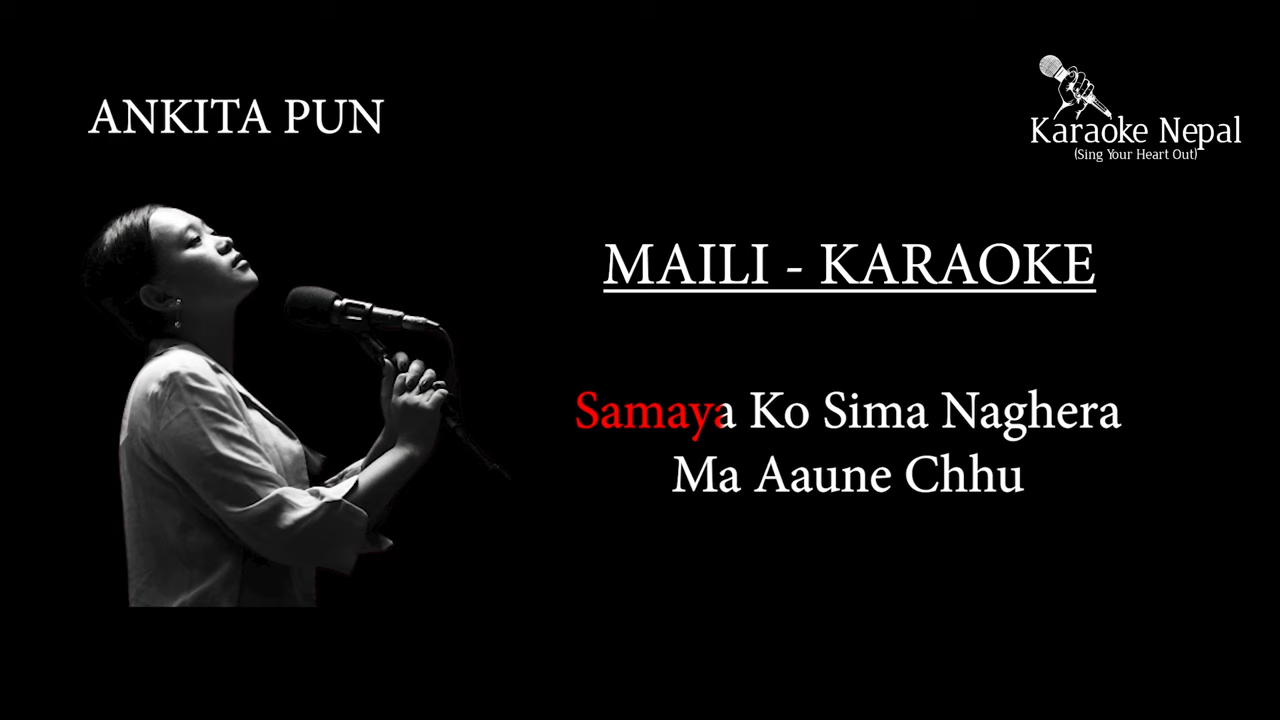 ANKITA PUN
Karaoke Nepal
(Sing Your Heart Out)
MAILI - KARAOKE
Samaya Ko Sima Naghera
Ma Aaune Chhu